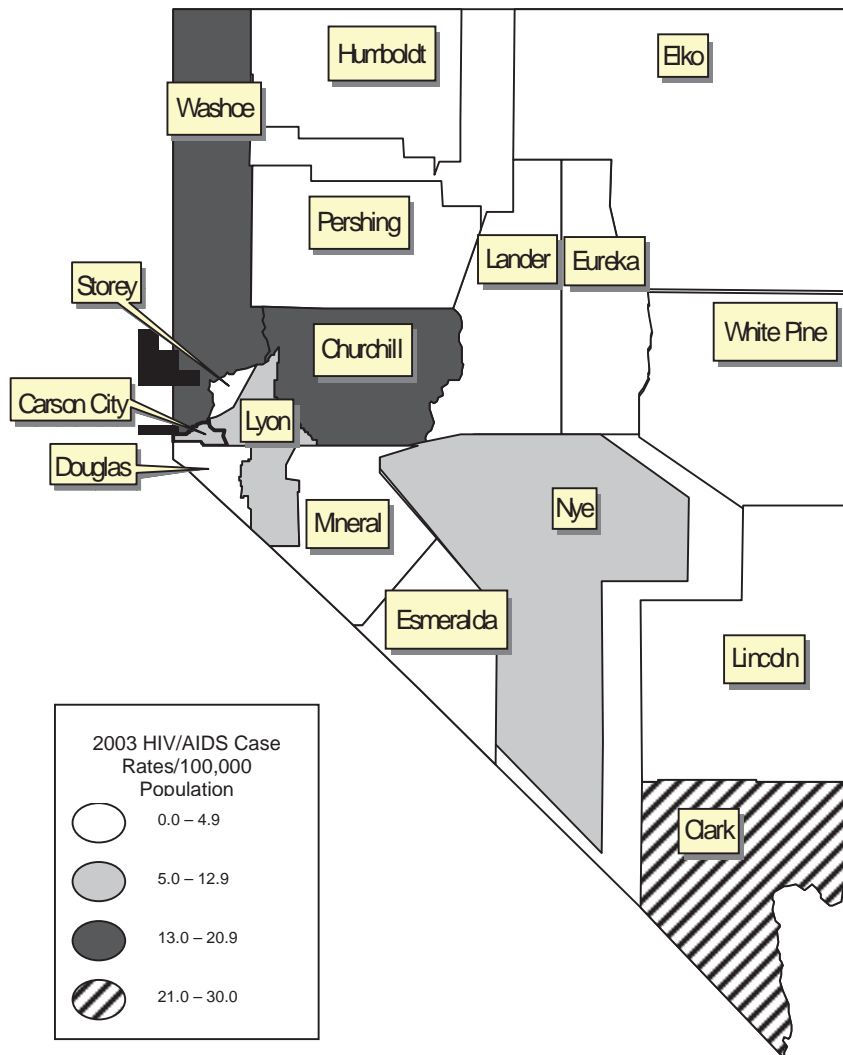 Humboldt
Elko
Washoe
Pershing
Lander
Eureka
Storey
White Pine
Churchill
Carson City
Lyon
Douglas
Nye
Mineral
Esmeralda
Lincoln
2003 HIV/AIDS Case
Rates/100,000
Population
0.0 – 4.9
Clark
5.0 – 12.9
13.0 – 20.9
21.0 – 30.0